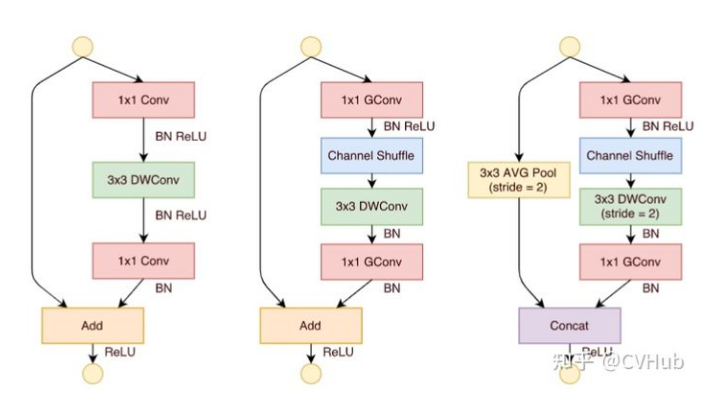 1x1 Conv
BN ReLU
3x3 DWConv
BN ReLU
1x1 Conv
BN
Add
ReLU
1x1 GConv
BN ReLU
Channel Shuffle
3x3 DWConv
BN
1x1 GConv
BN
Add
ReLU
1x1 GConv
BN ReLU
Channel Shuffle
3x3 AVG Pool
(stride = 2)
3x3 DWConv
(stride = 2)
BN
1x1 GConv
BN
Concat
ReLU
知乎 @CVHub